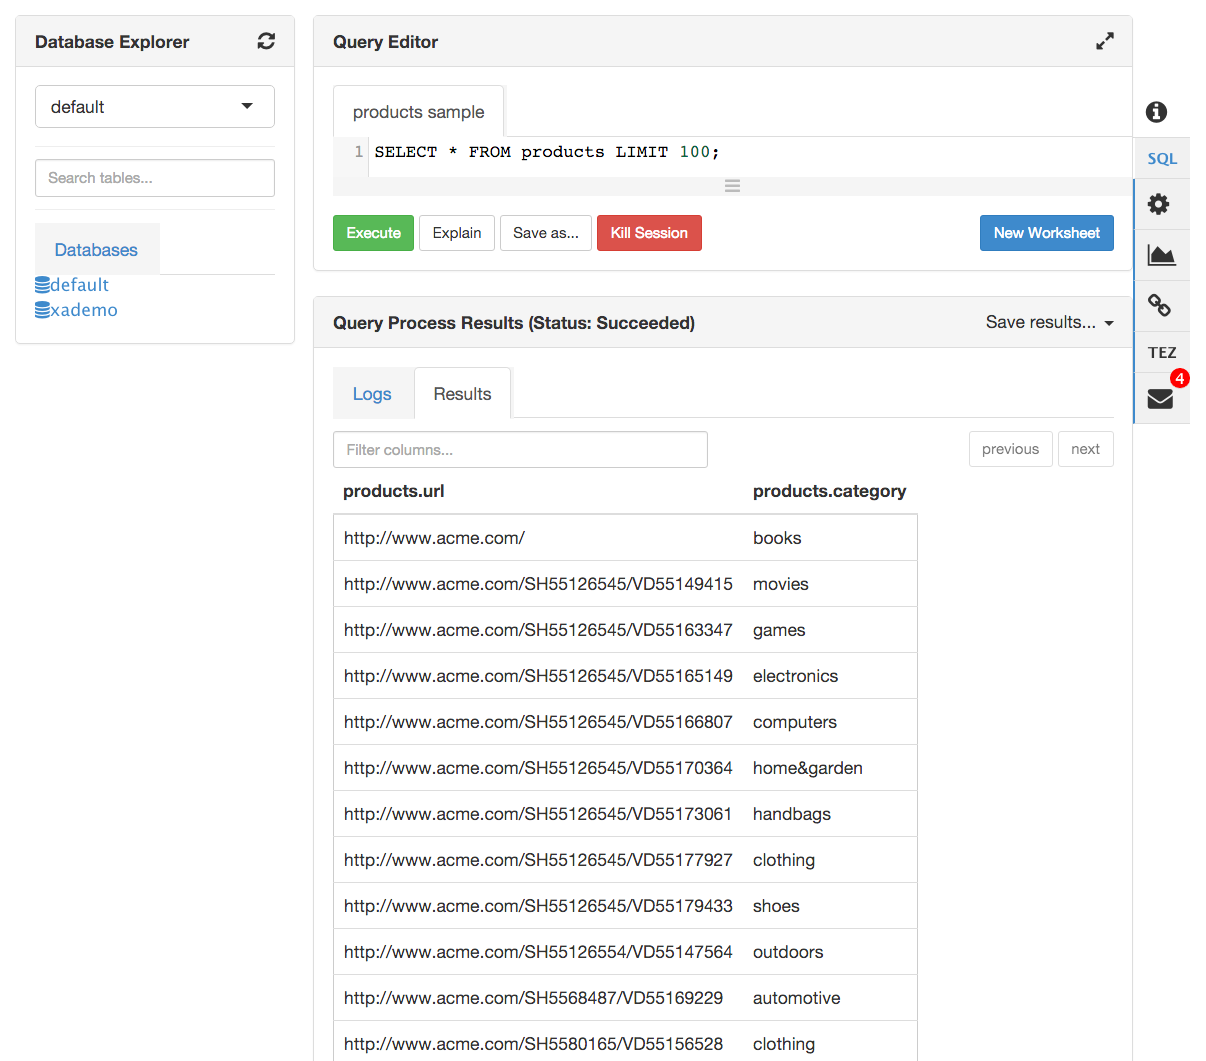 Database Explorer
default
Search tables...
Databases
default
xademo
Query Editor
products sample
1 SELECT * FROM products LIMIT 100;
Execute Explain Save as... Kill Session New Worksheet
Query Process Results (Status: Succeeded) Save results...
Logs Results
Filter columns... previous next
products.url products.category
http://www.acme.com/ books
http://www.acme.com/SH55126545/VD55149415 movies
http://www.acme.com/SH55126545/VD55163347 games
http://www.acme.com/SH55126545/VD55165149 electronics
http://www.acme.com/SH55126545/VD55166807 computers
http://www.acme.com/SH55126545/VD55170364 home&garden
http://www.acme.com/SH55126545/VD55173061 handbags
http://www.acme.com/SH55126545/VD55177927 clothing
http://www.acme.com/SH55126545/VD55179433 shoes
http://www.acme.com/SH55126554/VD55147564 outdoors
http://www.acme.com/SH5568487/VD55169229 automotive
http://www.acme.com/SH5580165/VD55156528 clothing
SQL
TEZ
4